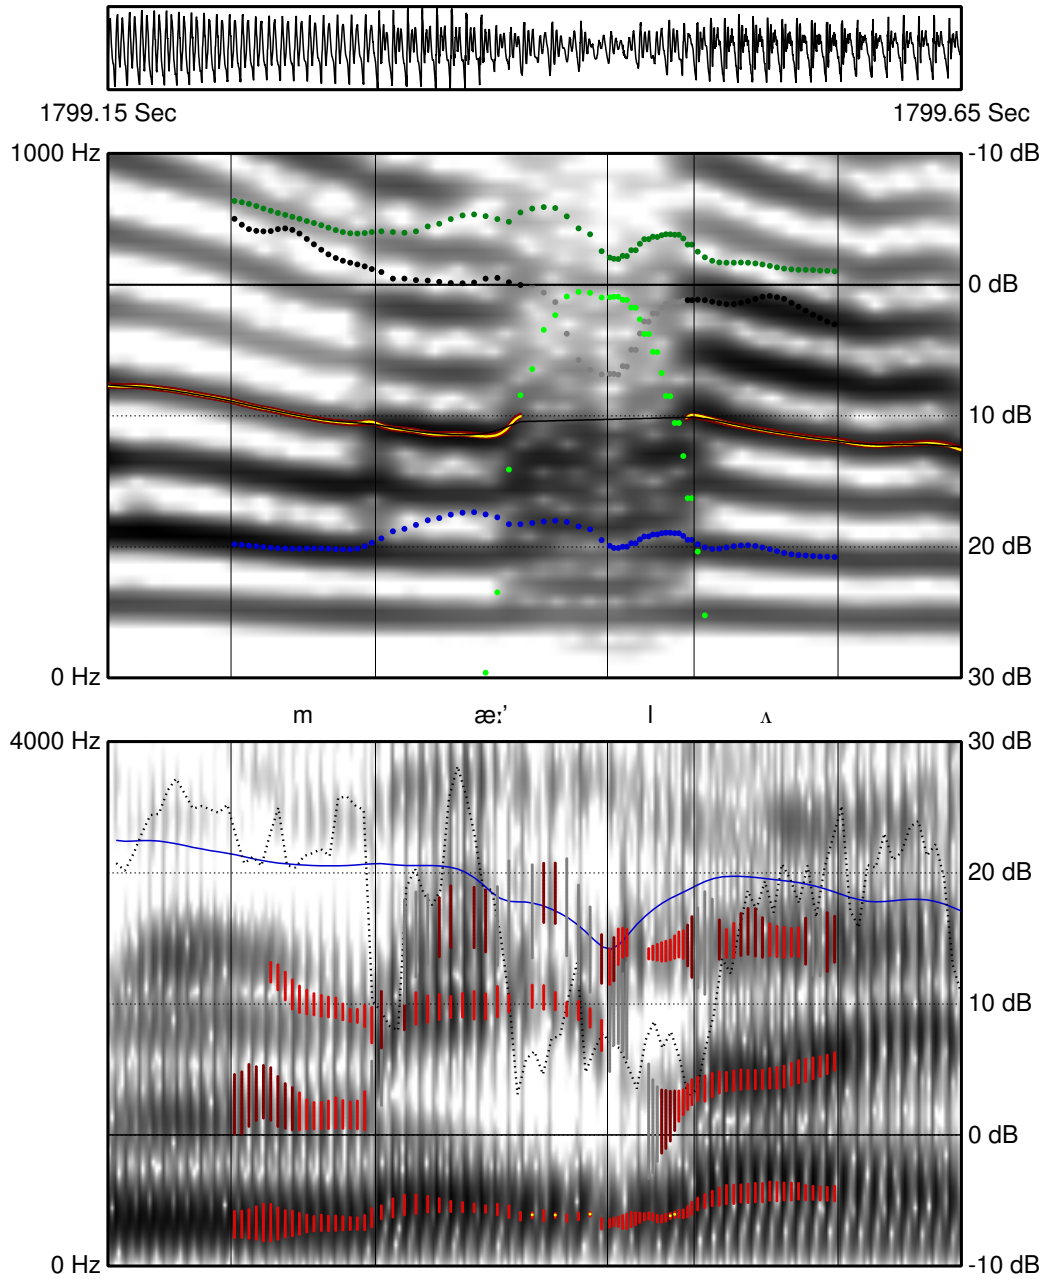 1799.15 Sec 1799.65 Sec
1000 Hz -10 dB
0 dB
10 dB
20 dB
0 Hz 30 dB
m æː’ l ʌ
4000 Hz 30 dB
20 dB
10 dB
0 dB
0 Hz -10 dB